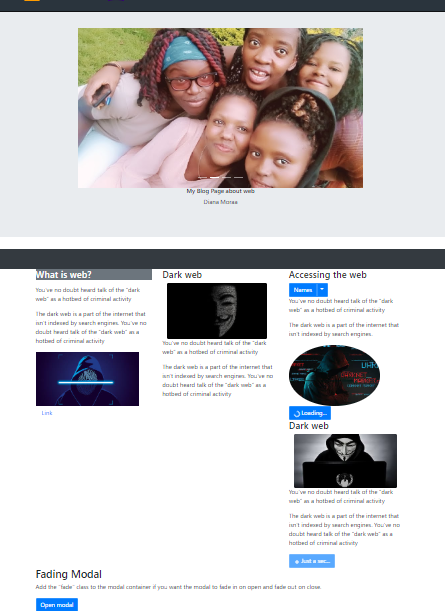 My Blog Page about web
Diana Moraa
What is web?
You've no doubt heard talk of the "dark
web" as a hotbed of criminal activity
The dark web is a part of the internet that
isn't indexed by search engines. You've no
doubt heard talk of the "dark web" as a
hotbed of criminal activity
Link
Dark web
You've no doubt heard talk of the "dark
web" as a hotbed of criminal activity
The dark web is a part of the internet that
isn't indexed by search engines. You've no
doubt heard talk of the "dark web" as a
hotbed of criminal activity
Accessing the web
Names
You've no doubt heard talk of the "dark
web" as a hotbed of criminal activity
The dark web is a part of the internet that
isn't indexed by search engines.
Loading...
Dark web
You've no doubt heard talk of the "dark
web" as a hotbed of criminal activity
The dark web is a part of the internet that
isn't indexed by search engines. You've no
doubt heard talk of the "dark web" as a
hotbed of criminal activity
Just a sec...
Fading Modal
Add the "fade" class to the modal container if you want the modal to fade in on open and fade out on close.
Open modal